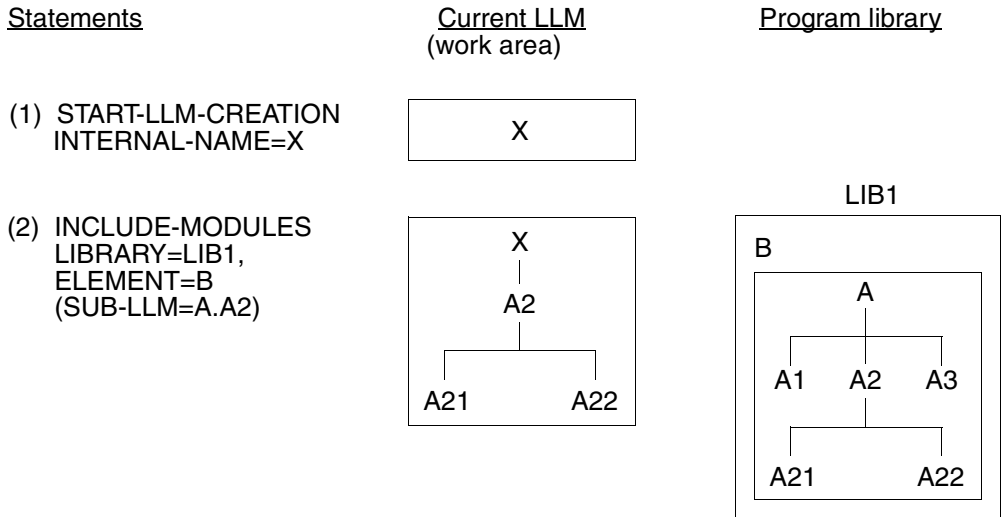 Statements
Current LLM
(work area)
Program library
(1) START-LLM-CREATION
INTERNAL-NAME=X
X
(2) INCLUDE-MODULES
LIBRARY=LIB1,
ELEMENT=B
(SUB-LLM=A.A2)
X
A2
A21 A22
LIB1
B
A
A1 A2 A3
A21 A22